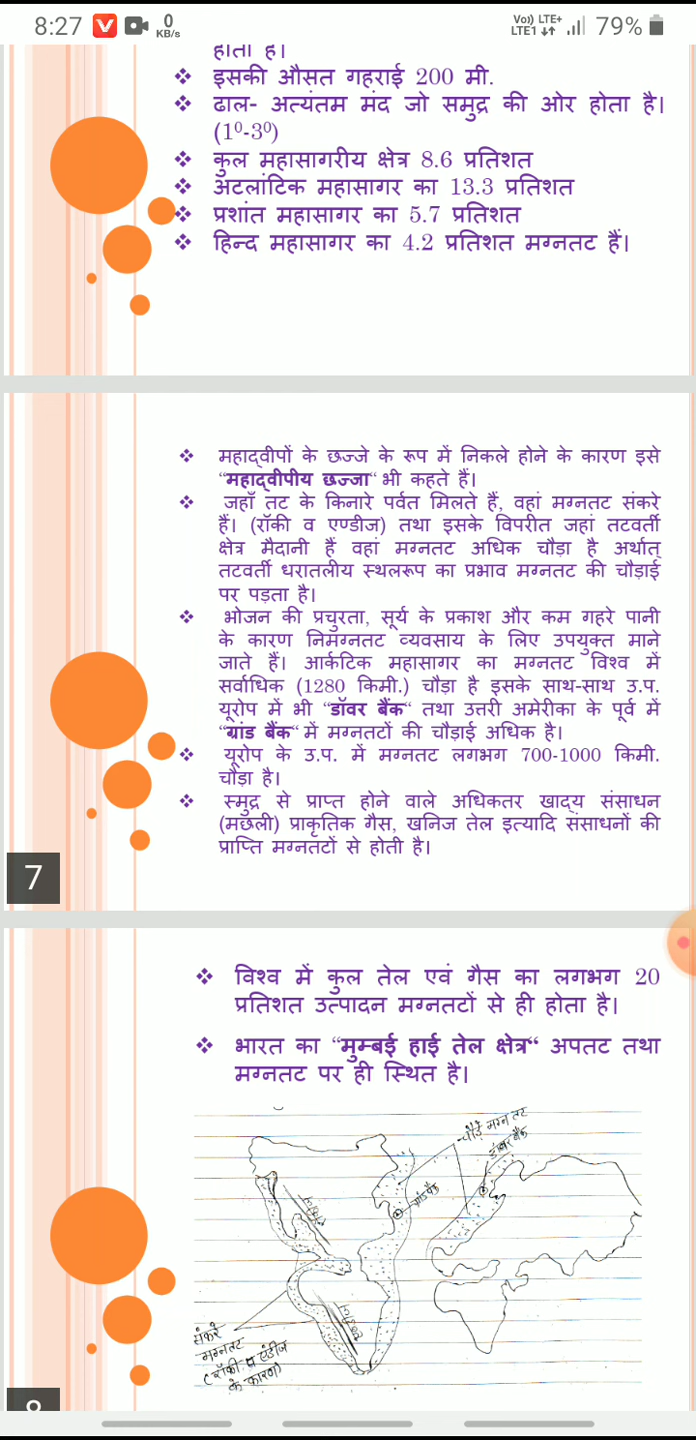 8:27 V 0 KB/s Vo)) LTE+ LTE1 79%
होता है।
❖ इसकी औसत गहराई 200 मी.
❖ ढाल- अत्यंतम मंद जो समुद्र की ओर होता है।
(1⁰-3⁰)
❖ कुल महासागरीय क्षेत्र 8.6 प्रतिशत
❖ अटलांटिक महासागर का 13.3 प्रतिशत
❖ प्रशांत महासागर का 5.7 प्रतिशत
❖ हिन्द महासागर का 4.2 प्रतिशत मग्नतट हैं।
❖ महाद्वीपों के छज्जे के रूप में निकले होने के कारण इसे
“महाद्वीपीय छज्जा“ भी कहते हैं।
❖ जहाँ तट के किनारे पर्वत मिलते हैं, वहां मग्नतट संकरे
हैं। (रॉकी व एण्डीज) तथा इसके विपरीत जहां तटवर्ती
क्षेत्र मैदानी हैं वहां मग्नतट अधिक चौड़ा है अर्थात्
तटवर्ती धरातलीय स्थलरूप का प्रभाव मग्नतट की चौड़ाई
पर पड़ता है।
❖ भोजन की प्रचुरता, सूर्य के प्रकाश और कम गहरे पानी
के कारण निमग्नतट व्यवसाय के लिए उपयुक्त माने
जाते हैं। आर्कटिक महासागर का मग्नतट विश्व में
सर्वाधिक (1280 किमी.) चौड़ा है इसके साथ-साथ उ.प.
यूरोप में भी “डॉवर बैंक“ तथा उत्तरी अमेरीका के पूर्व में
“ग्रांड बैंक“ में मग्नतटों की चौड़ाई अधिक है।
❖ यूरोप के उ.प. में मग्नतट लगभग 700-1000 किमी.
चौड़ा है।
❖ स्मुद्र से प्राप्त होने वाले अधिकतर खाद्य संसाधन
(मछली) प्राकृतिक गैस, खनिज तेल इत्यादि संसाधनों की
प्राप्ति मग्नतटों से होती है।
7
❖ विश्व में कुल तेल एवं गैस का लगभग 20
प्रतिशत उत्पादन मग्नतटों से ही होता है।
❖ भारत का “मुम्बई हाई तेल क्षेत्र“ अपतट तथा
मग्नतट पर ही स्थित है।
चौड़े मग्न तट
डॉवर बैंक
ग्रांड बैंक
संकरे
मग्नतट
(रॉकी व एंडीज
के कारण)